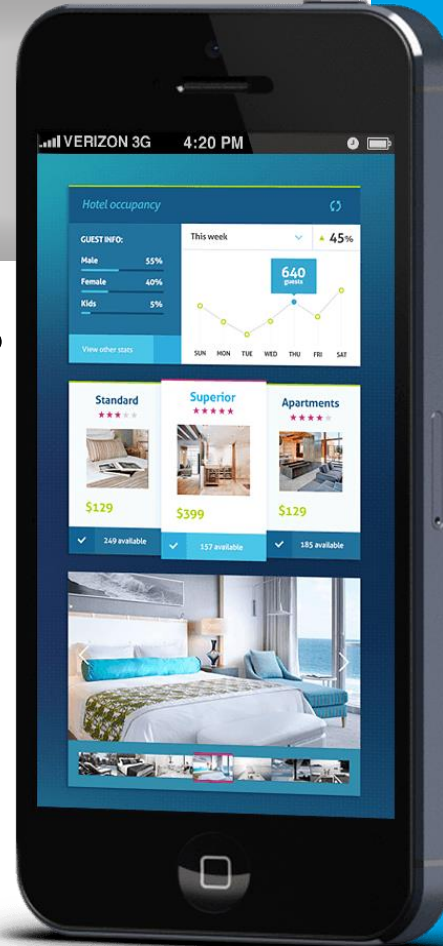 VERIZON 3G 4:20 PM
Hotel occupancy
GUEST INFO:
Male 55%
Female 40%
Kids 5%
View other stats
This week 45%
640
guests
SUN MON TUE WED THU FRI SAT
Standard
$129
249 available
Superior
$399
157 available
Apartments
$129
185 available